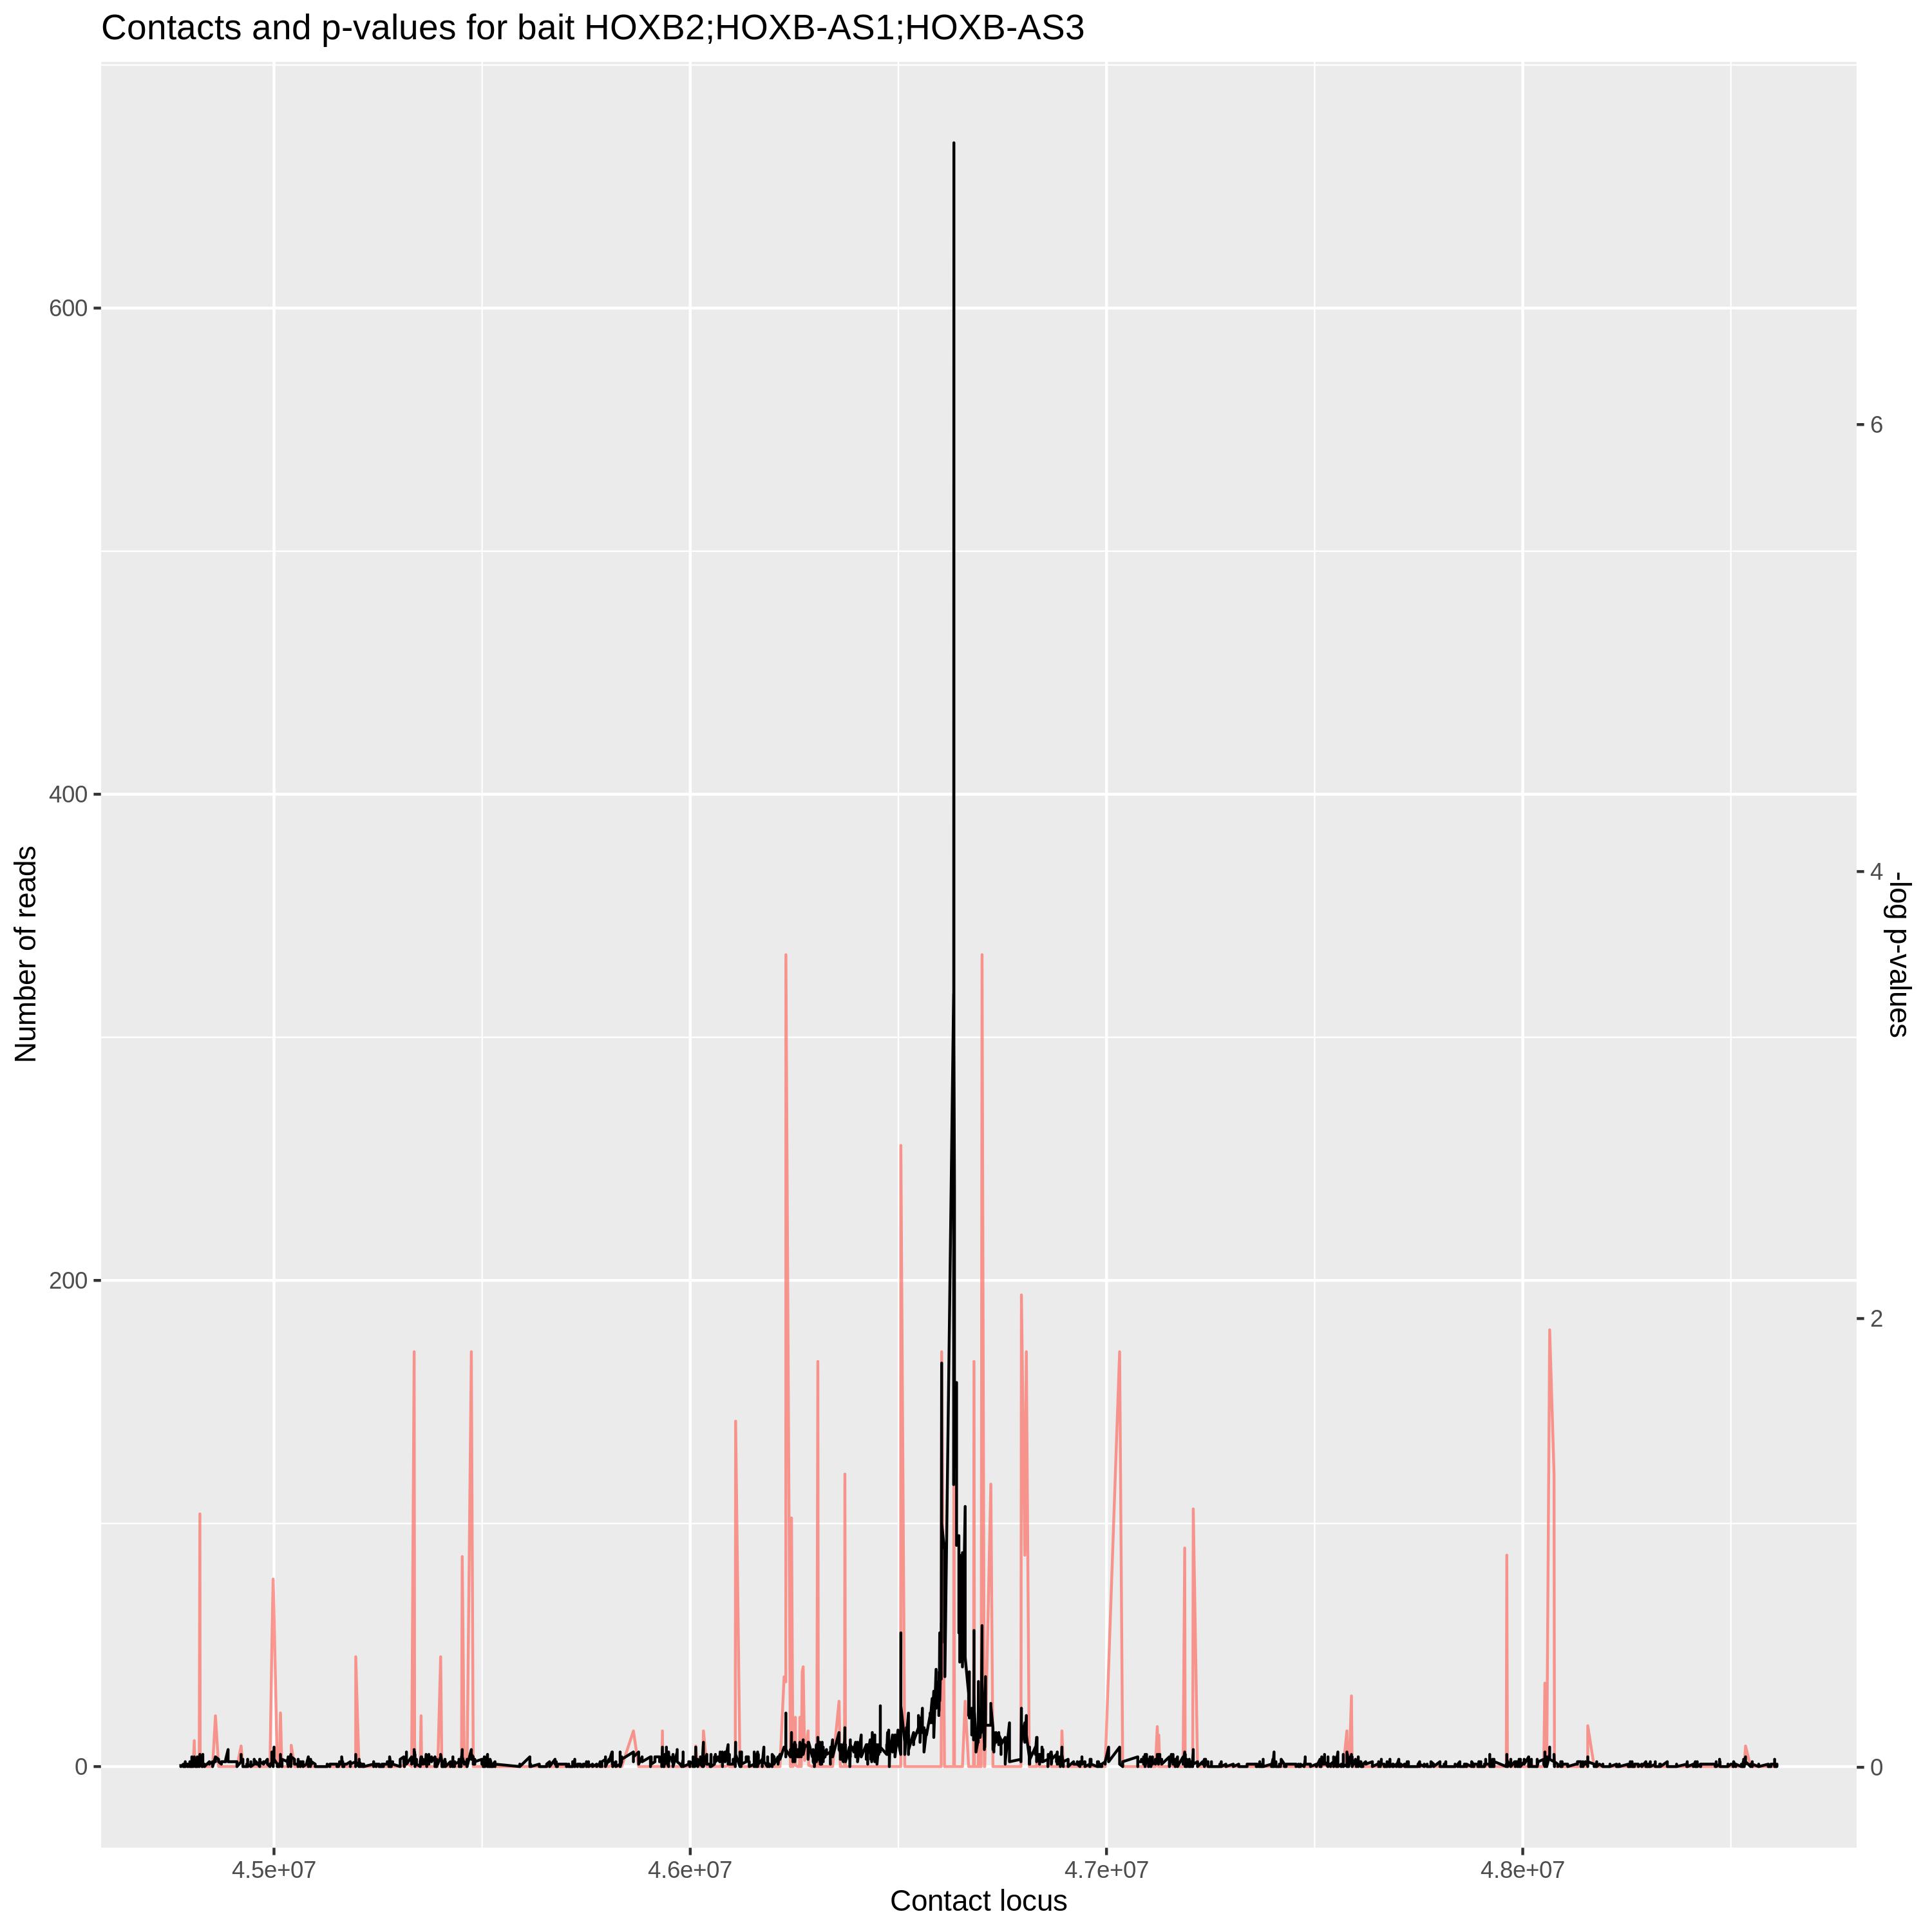 Contacts and p-values for bait HOXB2;HOXB-AS1;HOXB-AS3
Number of reads
600
400
200
0
6
4
2
0
-log p-values
4.5e+07
4.6e+07
4.7e+07
4.8e+07
Contact locus